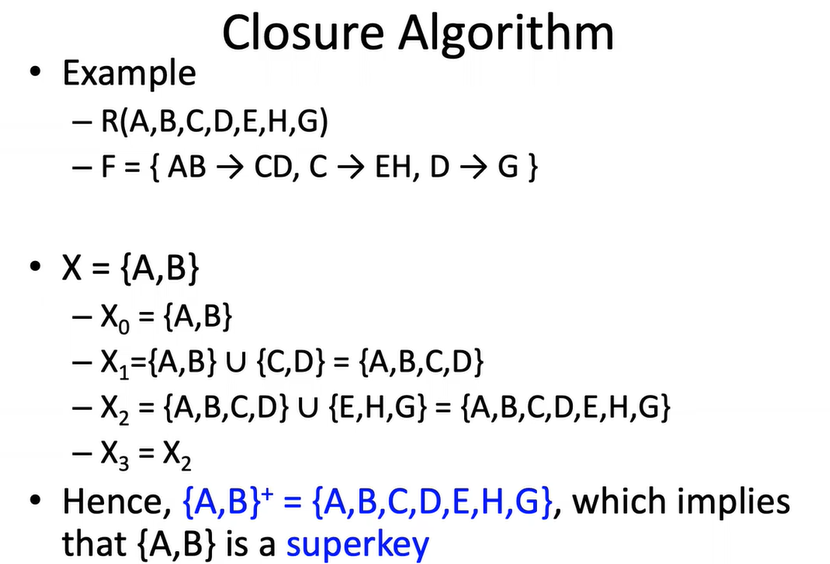 Closure Algorithm
• Example
– R(A,B,C,D,E,H,G)
– F = { AB → CD, C → EH, D → G }
• X = {A,B}
– X₀ = {A,B}
– X₁={A,B} ∪ {C,D} = {A,B,C,D}
– X₂ = {A,B,C,D} ∪ {E,H,G} = {A,B,C,D,E,H,G}
– X₃ = X₂
• Hence, {A,B}⁺ = {A,B,C,D,E,H,G}, which implies
that {A,B} is a superkey